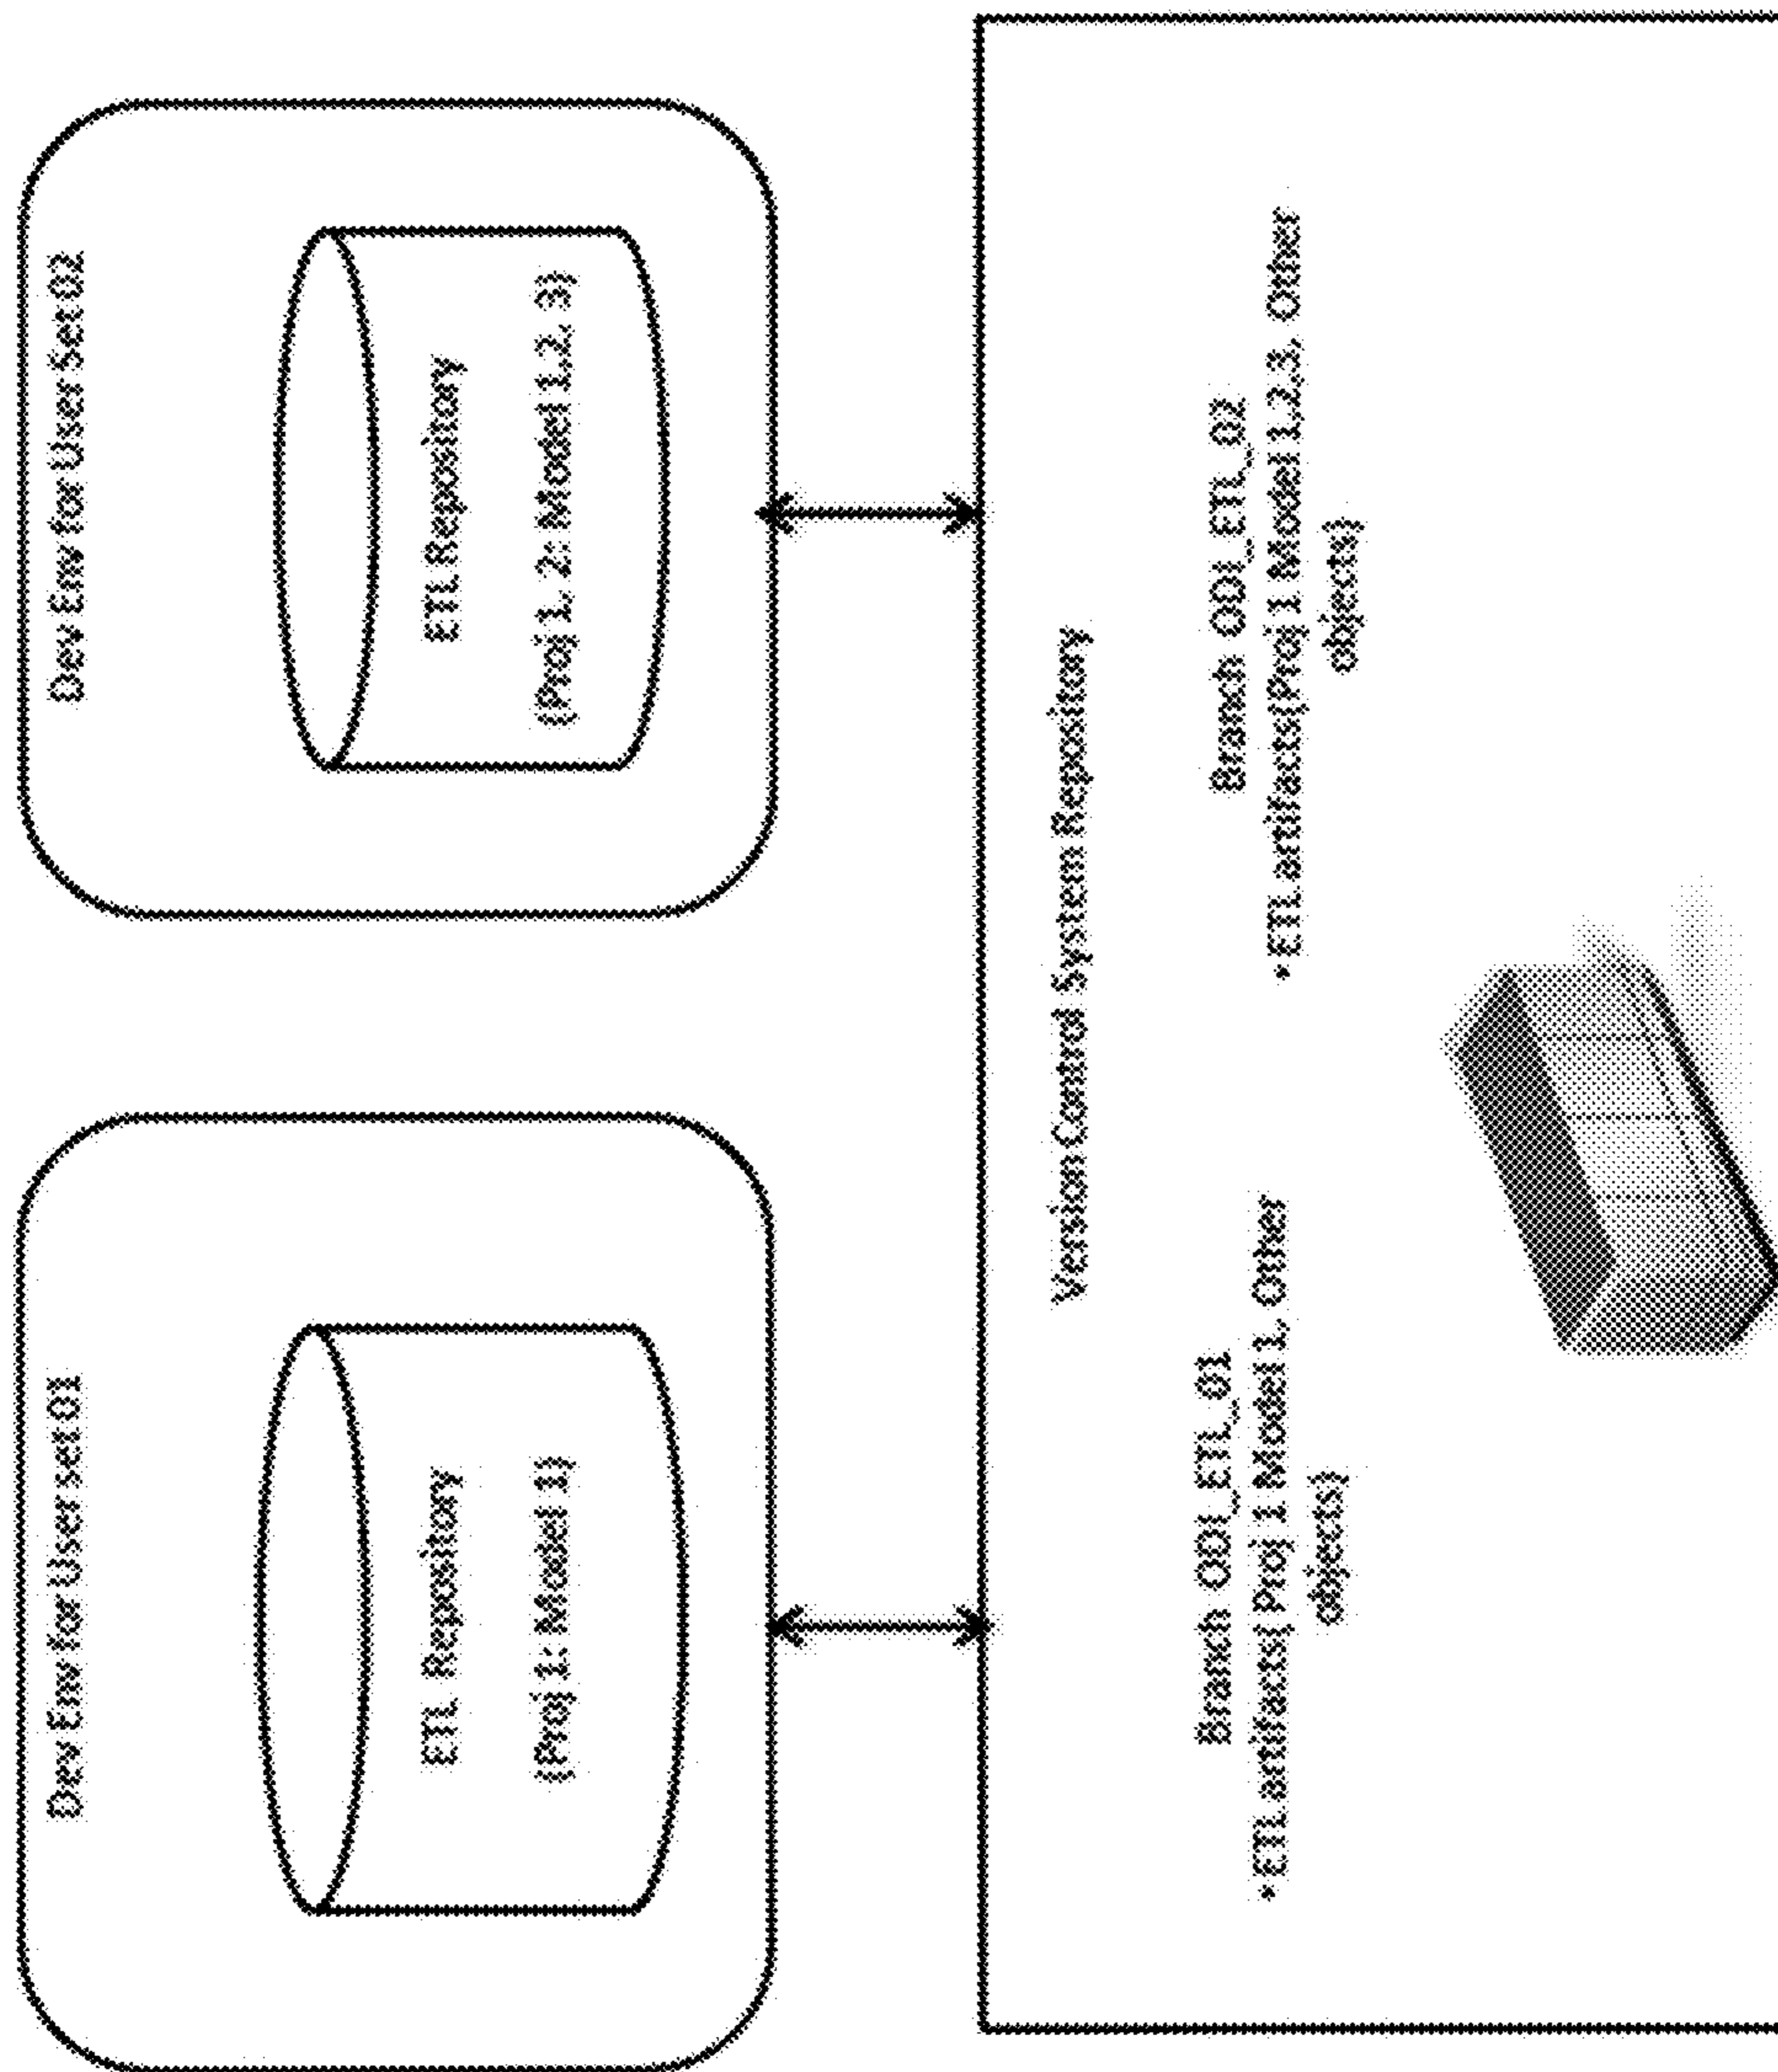 Dev Env for User set 01
ETL Repository
(Proj 1: Model 1)
Dev Env for User Set 02
ETL Repository
(Proj 1, 2: Model 1,2, 3)
Version Control System Repository
Branch ODI_ETL_01
• ETL artifacts[ Proj 1 Model 1, Other
objects]
Branch ODI_ETL_02
• ETL artifacts[Proj 1 Model 1,2,3, Other
objects]